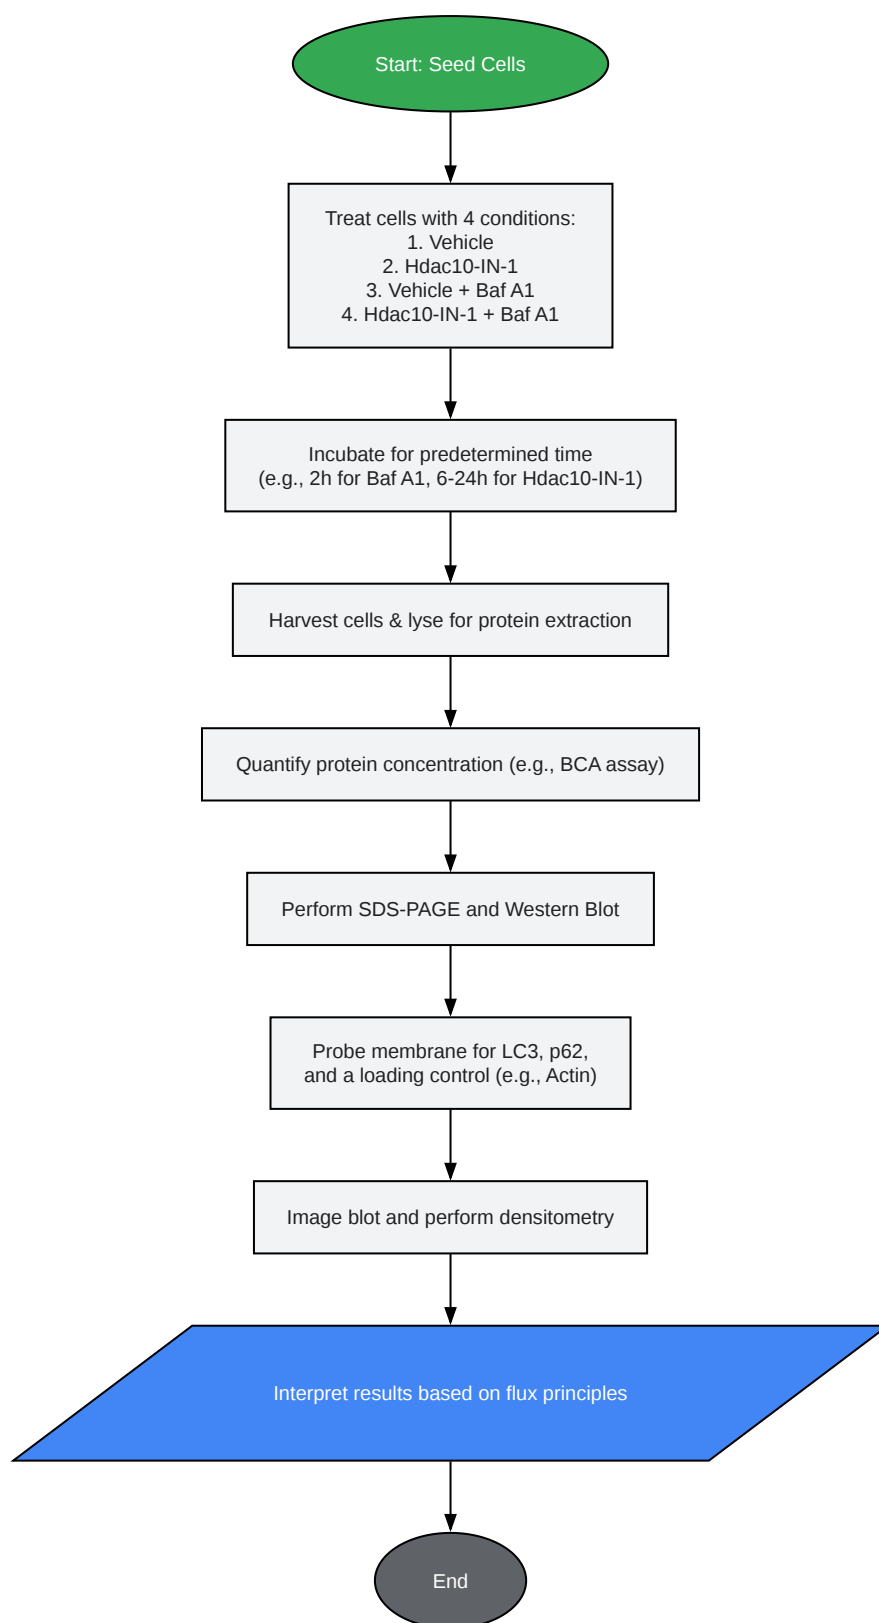 Start: Seed Cells
Treat cells with 4 conditions:
1. Vehicle
2. Hdac10-IN-1
3. Vehicle + Baf A1
4. Hdac10-IN-1 + Baf A1
Incubate for predetermined time
(e.g., 2h for Baf A1, 6-24h for Hdac10-IN-1)
Harvest cells & lyse for protein extraction
Quantify protein concentration (e.g., BCA assay)
Perform SDS-PAGE and Western Blot
Probe membrane for LC3, p62,
and a loading control (e.g., Actin)
Image blot and perform densitometry
Interpret results based on flux principles
End